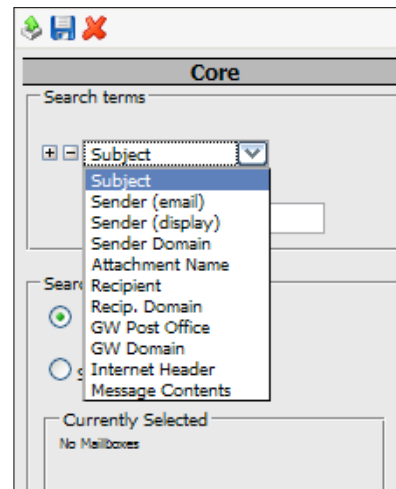 Core
Search terms
Subject
Subject
Sender (email)
Sender (display)
Sender Domain
Attachment Name
Recipient
Recip. Domain
GW Post Office
GW Domain
Internet Header
Message Contents
Currently Selected
No Mailboxes